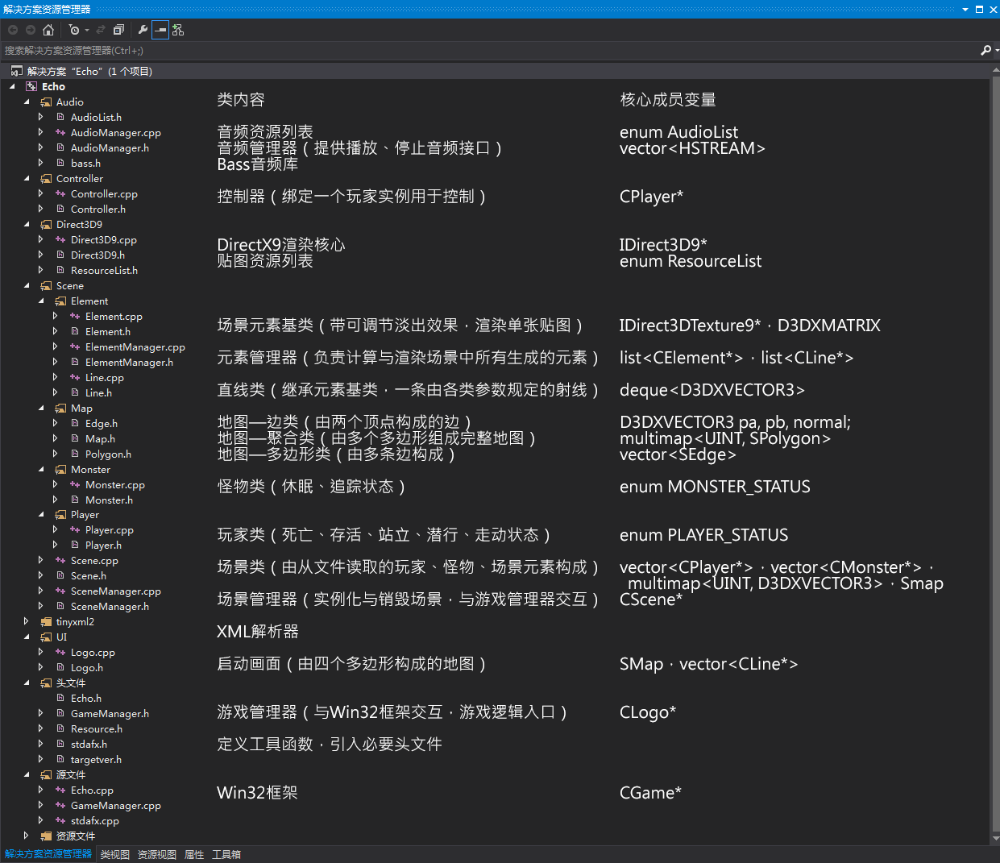 解决方案资源管理器
搜索解决方案资源管理器(Ctrl+;)
解决方案 “Echo” (1 个项目)
Echo
Audio 类内容 核心成员变量
AudioList.h 音频资源列表 enum AudioList
AudioManager.cpp
AudioManager.h 音频管理器（提供播放、停止音频接口） vector<HSTREAM>
bass.h Bass音频库
Controller
Controller.cpp 控制器（绑定一个玩家实例用于控制） CPlayer*
Controller.h
Direct3D9
Direct3D9.cpp DirectX9渲染核心 IDirect3D9*
Direct3D9.h
ResourceList.h 贴图资源列表 enum ResourceList
Scene
Element
Element.cpp 场景元素基类（带可调节淡出效果，渲染单张贴图） IDirect3DTexture9*，D3DXMATRIX
Element.h
ElementManager.cpp 元素管理器（负责计算与渲染场景中所有生成的元素） list<CElement*>，list<CLine*>
ElementManager.h
Line.cpp 直线类（继承元素基类，一条由各类参数规定的射线） deque<D3DXVECTOR3>
Line.h
Map
Edge.h 地图—边类（由两个顶点构成的边） D3DXVECTOR3 pa, pb, normal;
Map.h 地图—聚合类（由多个多边形组成完整地图） multimap<UINT, SPolygon>
Polygon.h 地图—多边形类（由多条边构成） vector<SEdge>
Monster
Monster.cpp 怪物类（休眠、追踪状态） enum MONSTER_STATUS
Monster.h
Player
Player.cpp 玩家类（死亡、存活、站立、潜行、走动状态） enum PLAYER_STATUS
Player.h
Scene.cpp 场景类（由从文件读取的玩家、怪物、场景元素构成） vector<CPlayer*>，vector<CMonster*>，
Scene.h multimap<UINT, D3DXVECTOR3>，Smap
SceneManager.cpp 场景管理器（实例化与销毁场景，与游戏管理器交互） CScene*
SceneManager.h
tinyxml2 XML解析器
UI
Logo.cpp 启动画面（由四个多边形构成的地图） SMap，vector<CLine*>
Logo.h
头文件
Echo.h
GameManager.h 游戏管理器（与Win32框架交互，游戏逻辑入口） CLogo*
Resource.h
stdafx.h 定义工具函数，引入必要头文件
targetver.h
源文件
Echo.cpp Win32框架 CGame*
GameManager.cpp
stdafx.cpp
资源文件
解决方案资源管理器 类视图 资源视图 属性 工具箱